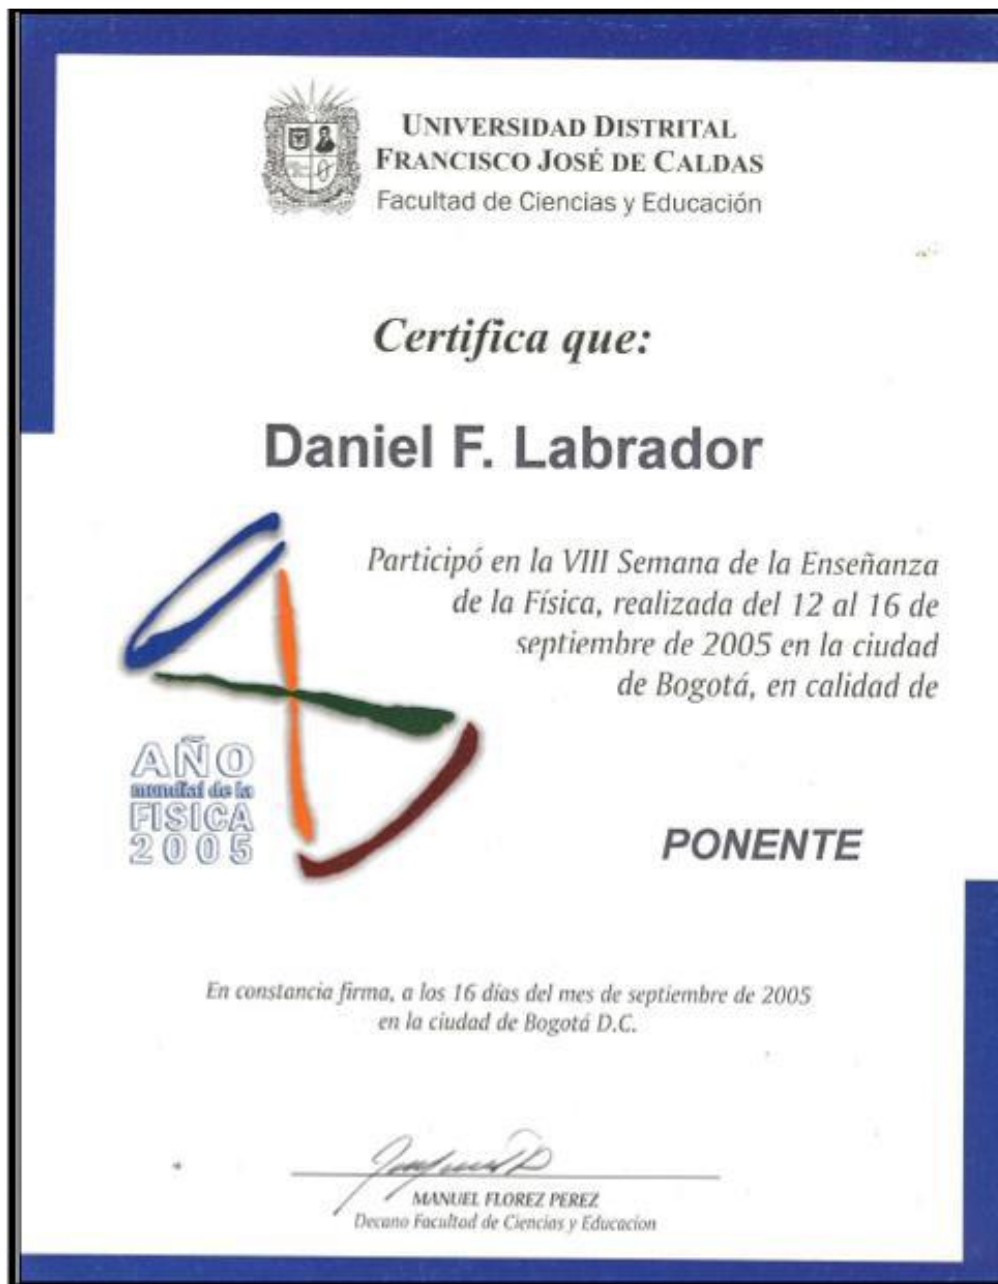 UNIVERSIDAD DISTRITAL
FRANCISCO JOSÉ DE CALDAS
Facultad de Ciencias y Educación
Certifica que:
Daniel F. Labrador
Participó en la VIII Semana de la Enseñanza
de la Física, realizada del 12 al 16 de
septiembre de 2005 en la ciudad
de Bogotá, en calidad de
AÑO
mundial de la
FISICA
2005
PONENTE
En constancia firma, a los 16 días del mes de septiembre de 2005
en la ciudad de Bogotá D.C.
MANUEL FLOREZ PEREZ
Decano Facultad de Ciencias y Educacion